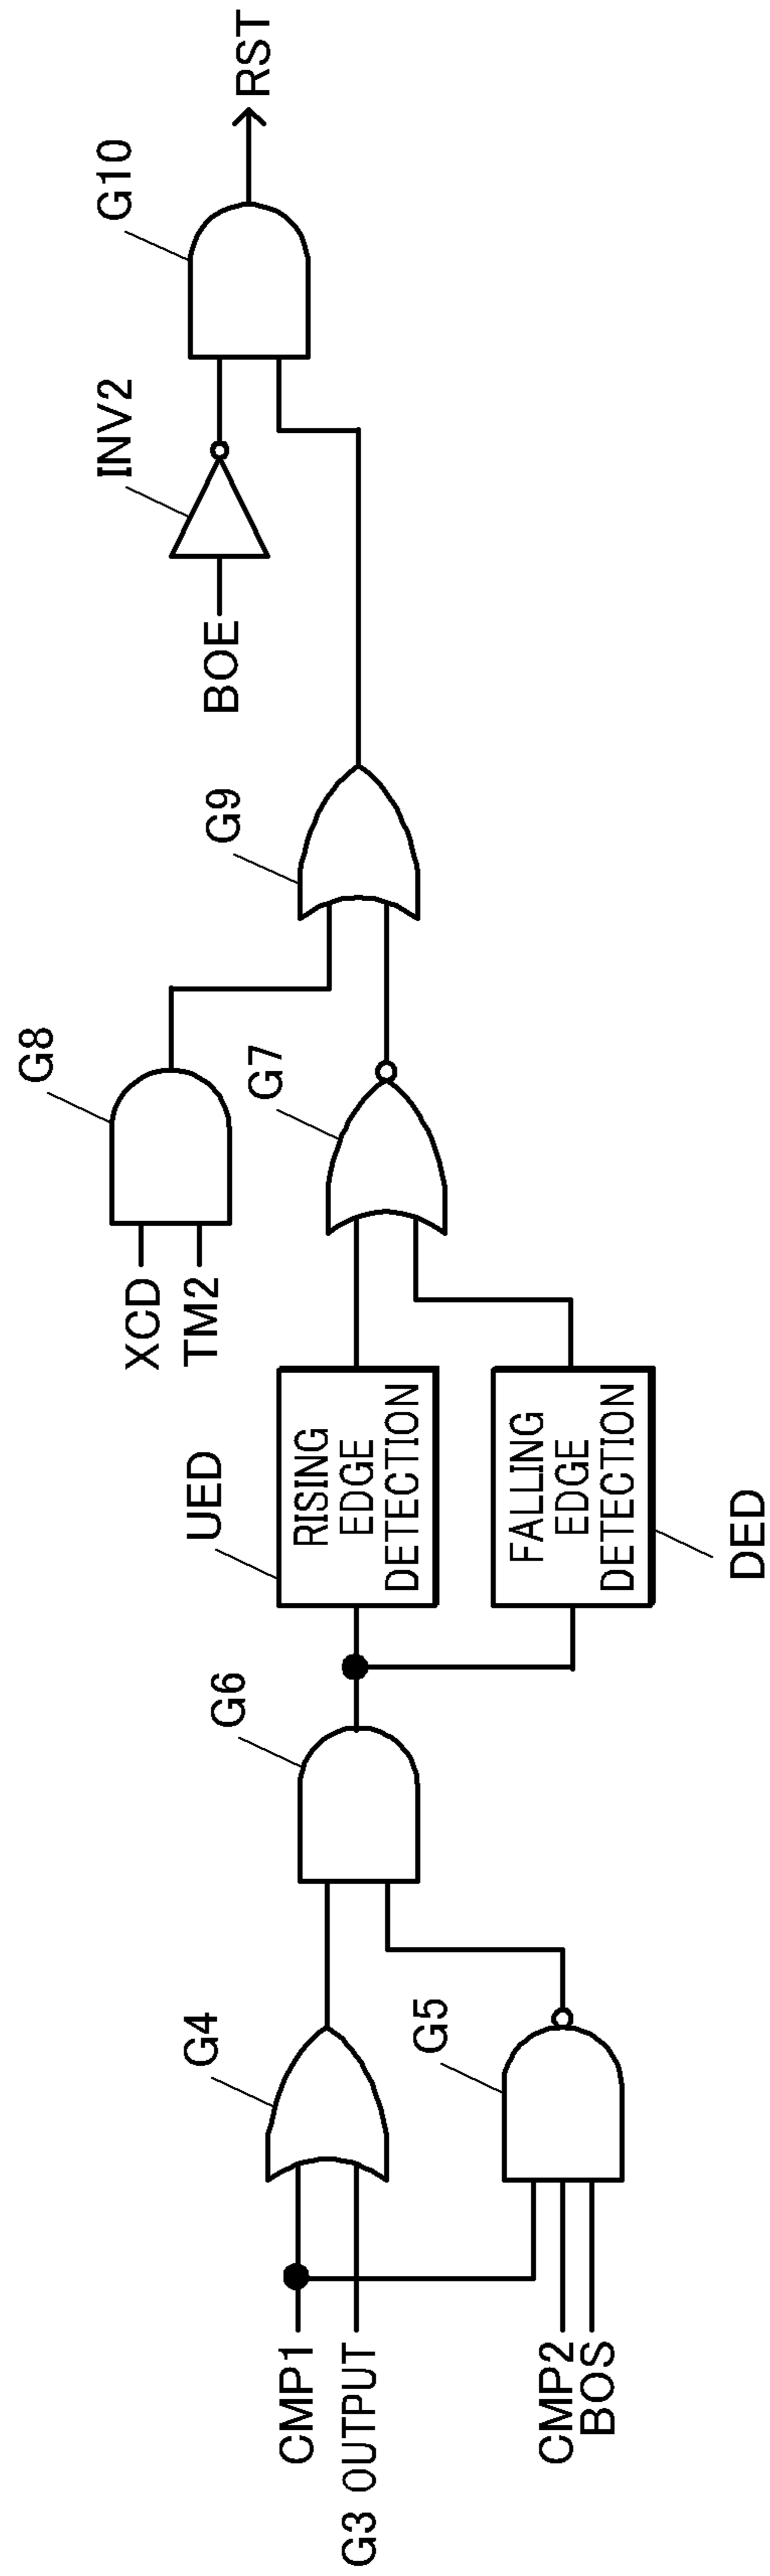 CMP1
G3 OUTPUT
CMP2
BOS
G4
G5
G6
UED
RISING
EDGE
DETECTION
FALLING
EDGE
DETECTION
DED
XCD
TM2
G8
G7
G9
BOE
INV2
G10
RST